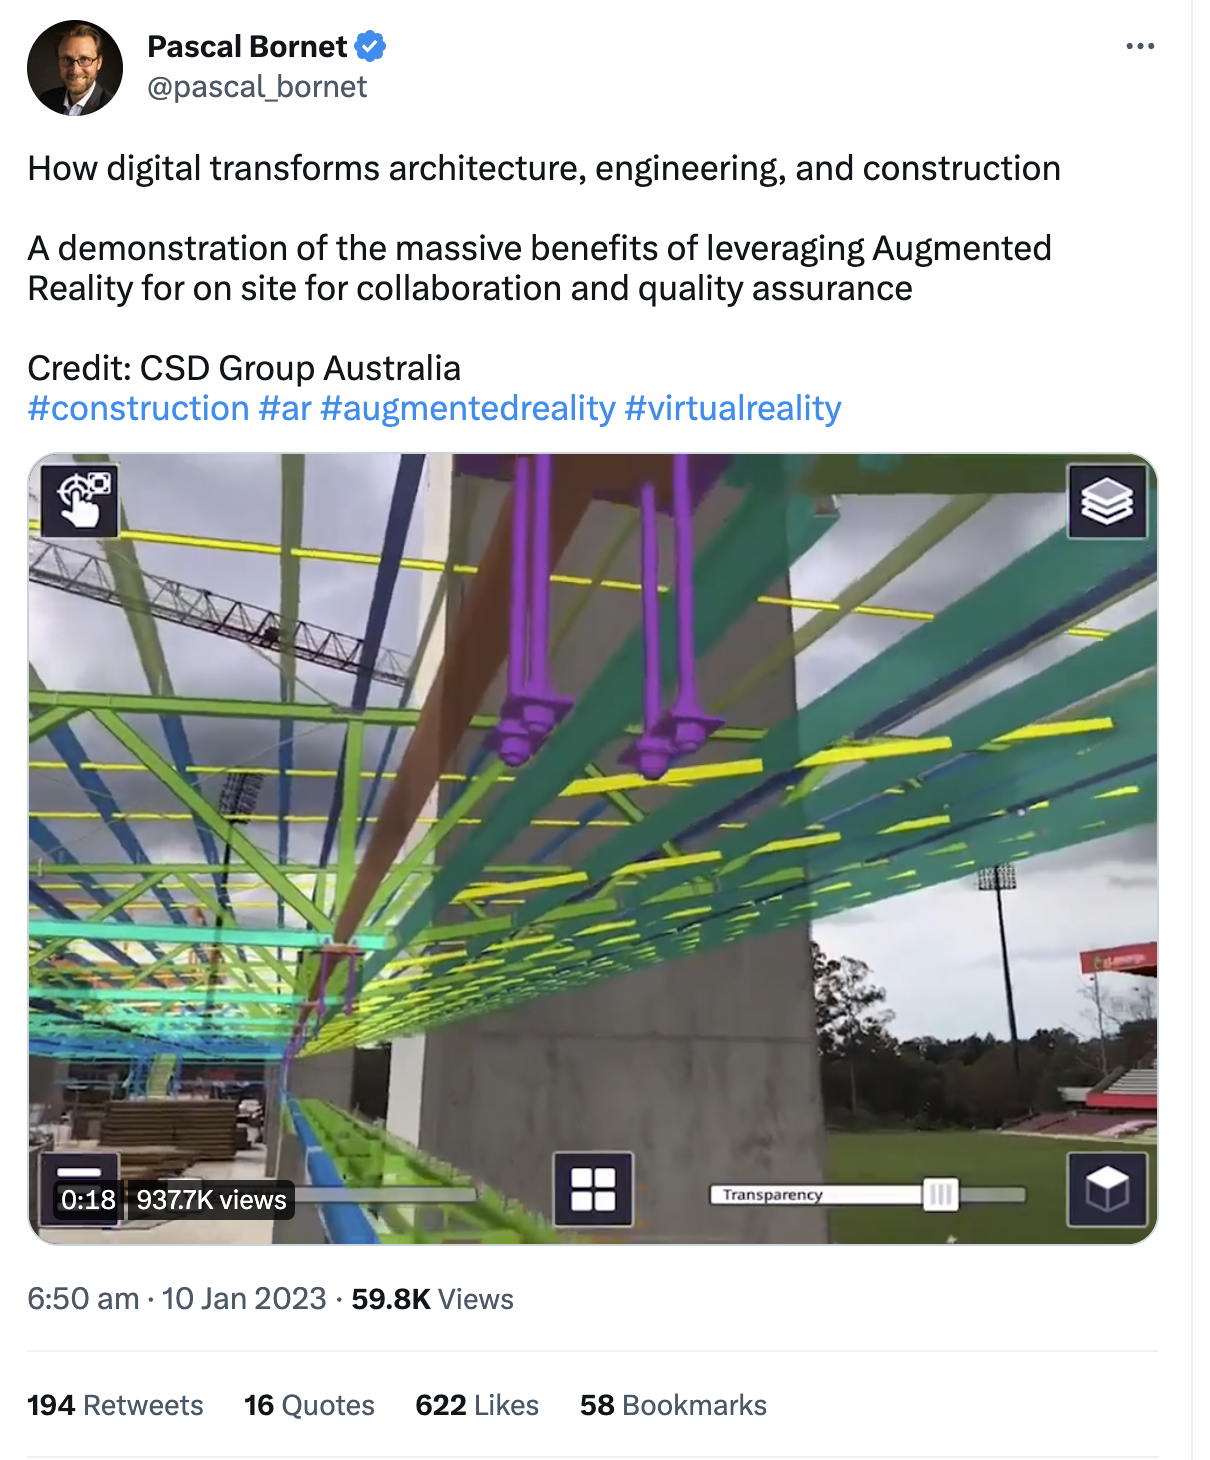 Pascal Bornet
@pascal_bornet
How digital transforms architecture, engineering, and construction
A demonstration of the massive benefits of leveraging Augmented
Reality for on site for collaboration and quality assurance
Credit: CSD Group Australia
#construction #ar #augmentedreality #virtualreality
0:18 937.7K views
Transparency
6:50 am · 10 Jan 2023 · 59.8K Views
194 Retweets 16 Quotes 622 Likes 58 Bookmarks